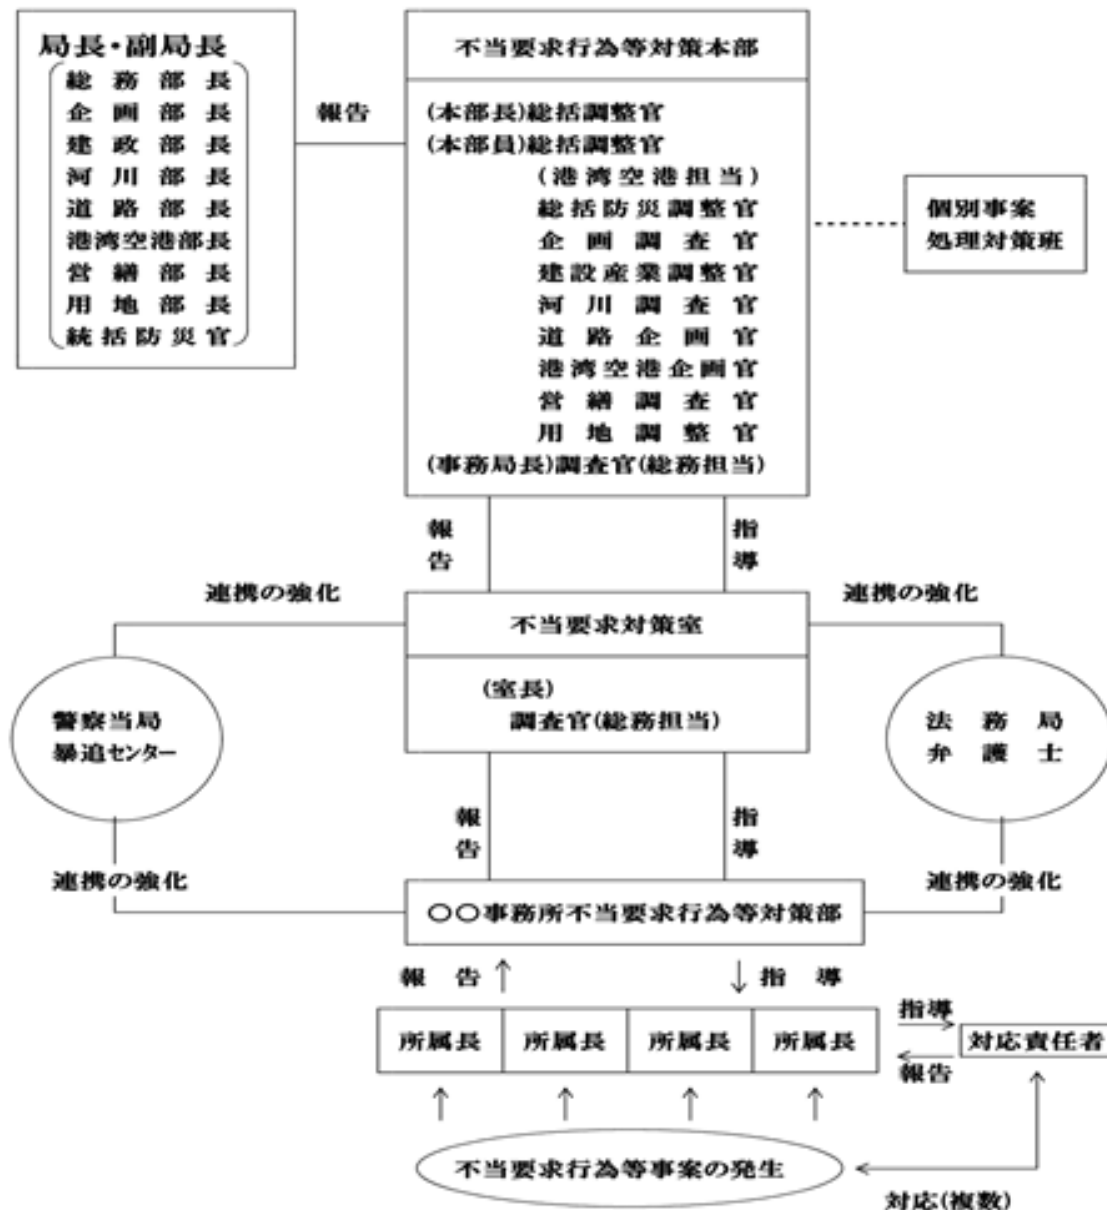 局長・副局長
総務部長
企画部長
建政部長
河川部長
道路部長
港湾空港部長
営繕部長
用地部長
統括防災官
報告
不当要求行為等対策本部
(本部長)総括調整官
(本部員)総括調整官
(港湾空港担当)
総括防災調整官
企画調査官
建設産業調整官
河川調査官
道路企画官
港湾空港企画官
営繕調査官
用地調整官
(事務局長)調査官(総務担当)
個別事案
処理対策班
報告
指導
連携の強化
連携の強化
不当要求対策室
(室長)
調査官(総務担当)
警察当局
暴追センター
法務局
弁護士
報告
指導
連携の強化
連携の強化
〇〇事務所不当要求行為等対策部
報告
指導
所属長
所属長
所属長
所属長
指導
報告
対応責任者
不当要求行為等事案の発生
対応(複数)